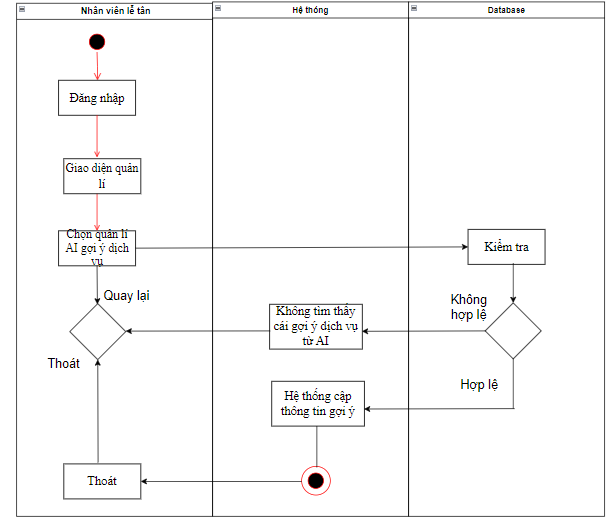 Nhân viên lễ tân
Hệ thống
Database
Đăng nhập
Giao diện quản
lí
Chọn quản lí
AI gợi ý dịch
vụ
Kiểm tra
Quay lại
Không
hợp lệ
Không tìm thấy
cái gợi ý dịch vụ
từ AI
Thoát
Hợp lệ
Hệ thống cập
thông tin gợi ý
Thoát